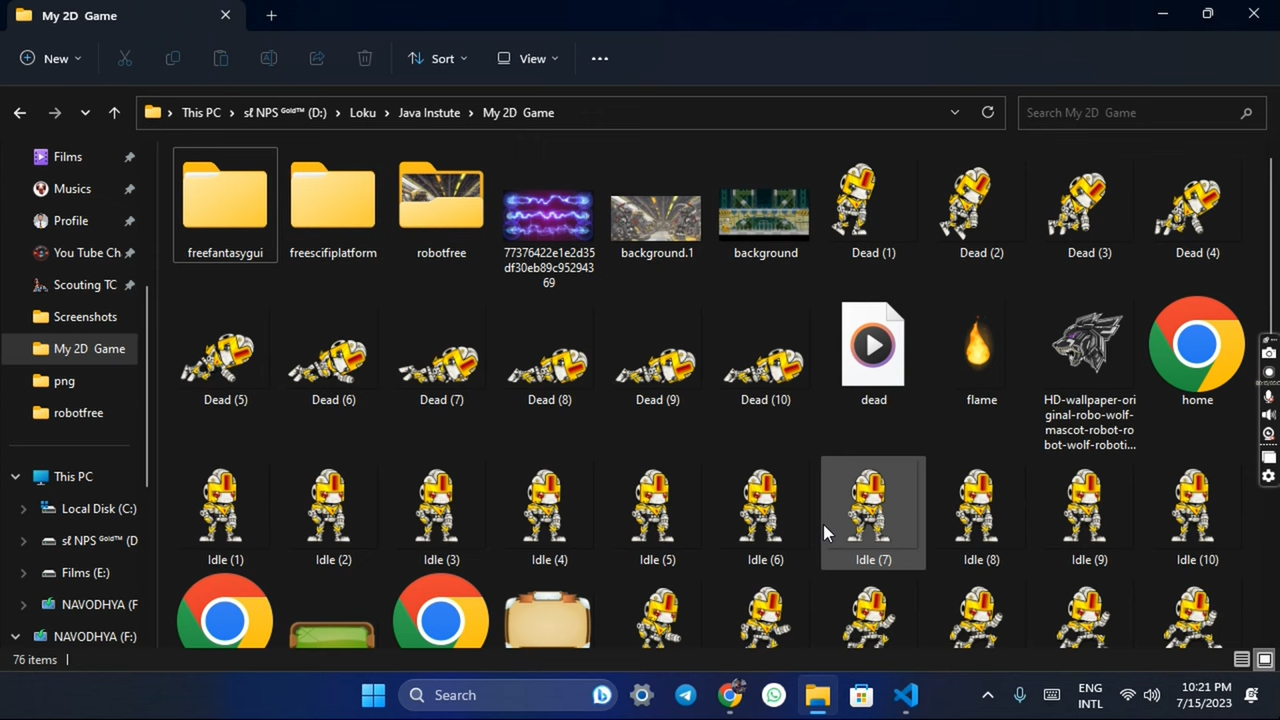 My 2D Game
New
Sort
View
This PC
sℓ NPS ᴳᵒˡᵈ™ (D:)
Loku
Java Instute
My 2D Game
Search My 2D Game
Films
Musics
Profile
You Tube Ch
Scouting TC
Screenshots
My 2D Game
png
robotfree
This PC
Local Disk (C:)
sℓ NPS ᴳᵒˡᵈ™ (D
Films (E:)
NAVODHYA (F
NAVODHYA (F:)
freefantasygui
freescifiplatform
robotfree
77376422e1e2d35
df30eb89c952943
69
background.1
background
Dead (1)
Dead (2)
Dead (3)
Dead (4)
Dead (5)
Dead (6)
Dead (7)
Dead (8)
Dead (9)
Dead (10)
dead
flame
HD-wallpaper-ori
ginal-robo-wolf-
mascot-robot-ro
bot-wolf-roboti...
home
Idle (1)
Idle (2)
Idle (3)
Idle (4)
Idle (5)
Idle (6)
Idle (7)
Idle (8)
Idle (9)
Idle (10)
76 items
Search
ENG
INTL
10:21 PM
7/15/2023